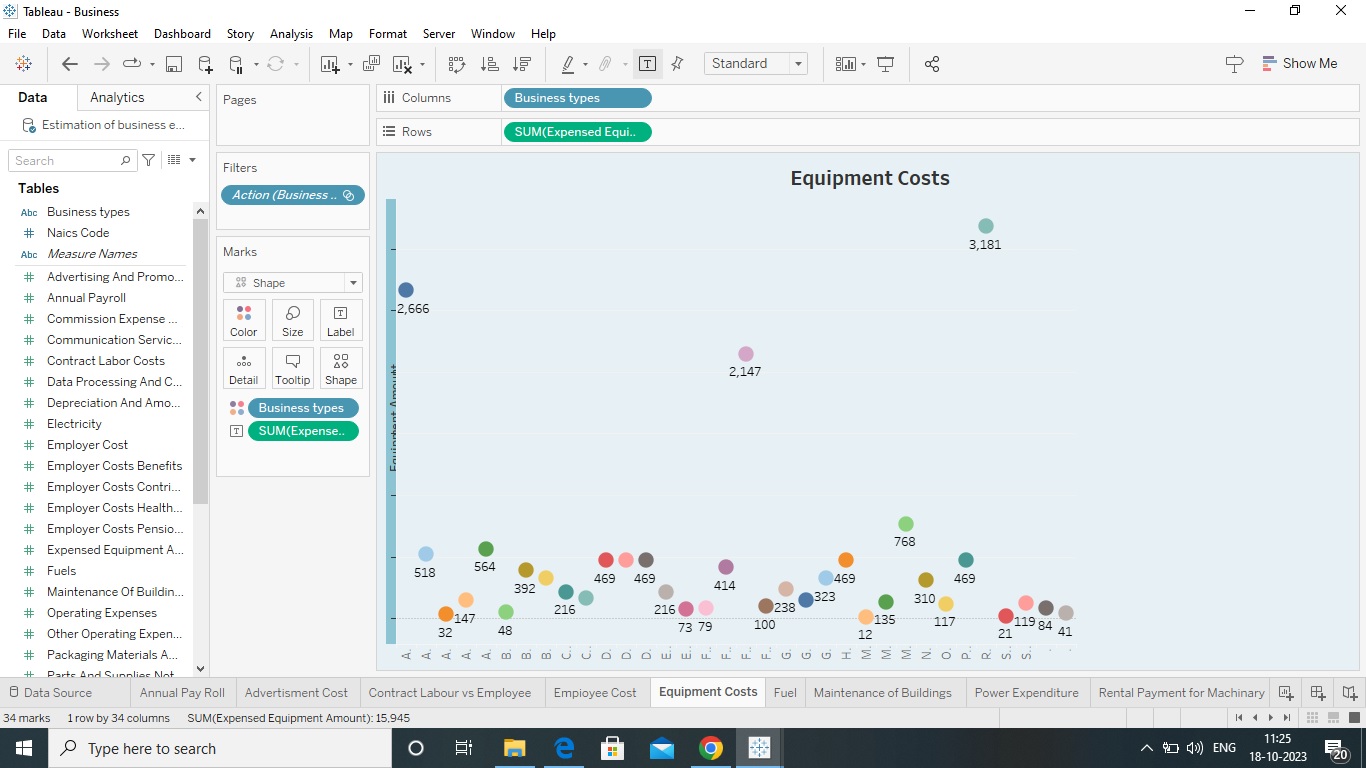 Tableau - Business
File Data Worksheet Dashboard Story Analysis Map Format Server Window Help
Standard
Show Me
Data Analytics
Estimation of business e...
Search
Tables
Abc Business types
Naics Code
Abc Measure Names
Advertising And Promo...
Annual Payroll
Commission Expense ...
Communication Servic...
Contract Labor Costs
Data Processing And C...
Depreciation And Amo...
Electricity
Employer Cost
Employer Costs Benefits
Employer Costs Contri...
Employer Costs Health...
Employer Costs Pensio...
Expensed Equipment A...
Fuels
Maintenance Of Buildin...
Operating Expenses
Other Operating Expen...
Packaging Materials A...
Parts And Supplies Not
Pages
Filters
Action (Business ..
Marks
Shape
Color Size Label
Detail Tooltip Shape
Business types
SUM(Expense..
Columns Business types
Rows SUM(Expensed Equi..
Equipment Costs
Equipment Amount
3,181
2,666
2,147
768
518
564
392
469
469
414
469
469
323
310
216
216
238
147
32
48
73
79
100
12
135
117
21
119
84
41
A. A. A. A. A. B. B. B. C. C. D. D. D. E. E. F. F. F. F. G. G. G. H. M. M. M. N. O. P. R. S. S. . .
Data Source Annual Pay Roll Advertisment Cost Contract Labour vs Employee Empioyee Cost Equipment Costs Fuel Maintenance of Buildings Power Expenditure Rental Payment for Machinary
34 marks 1 row by 34 columns SUM(Expensed Equipment Amount): 15,945
Type here to search
ENG
11:25
18-10-2023
20